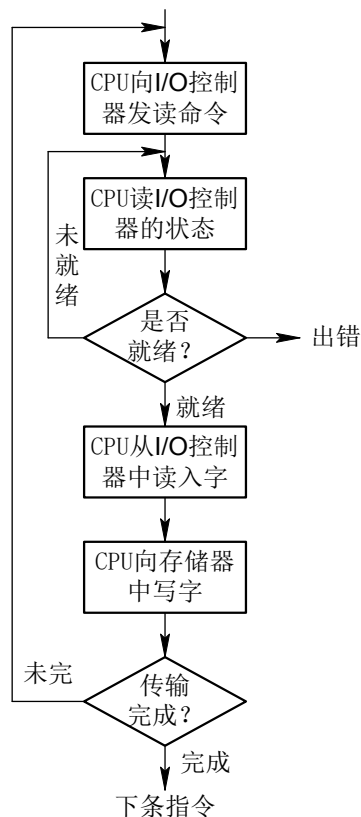 CPU向I/O控制
器发读命令
CPU读I/O控制
器的状态
未
就
绪
是否
就绪？
出错
就绪
CPU从I/O控制
器中读入字
CPU向存储器
中写字
未完
传输
完成？
完成
下条指令